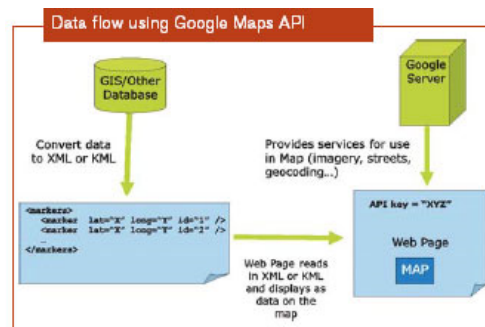 Data flow using Google Maps API
GIS/Other
Database
Google
Server
Convert data
to XML or KML
Provides services for use
in Map (imagery, streets,
geocoding...)
<markers>
<marker lat="X" long="Y" id="1" />
<marker lat="X" long="Y" id="2" />
…
</markers>
API key = "XYZ"
Web Page
MAP
Web Page reads
in XML or KML
and displays as
data on the
map